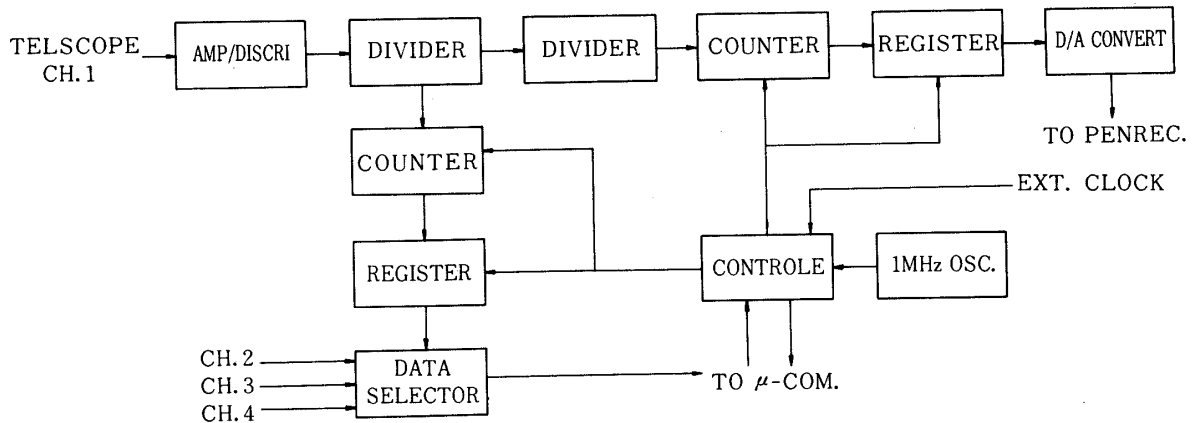 TELSCOPE
CH.1
AMP/DISCRI
DIVIDER
DIVIDER
COUNTER
REGISTER
D/A CONVERT
TO PENREC.
COUNTER
EXT. CLOCK
REGISTER
CONTROLE
1MHz OSC.
CH.2
CH.3
CH.4
DATA
SELECTOR
TO μ-COM.